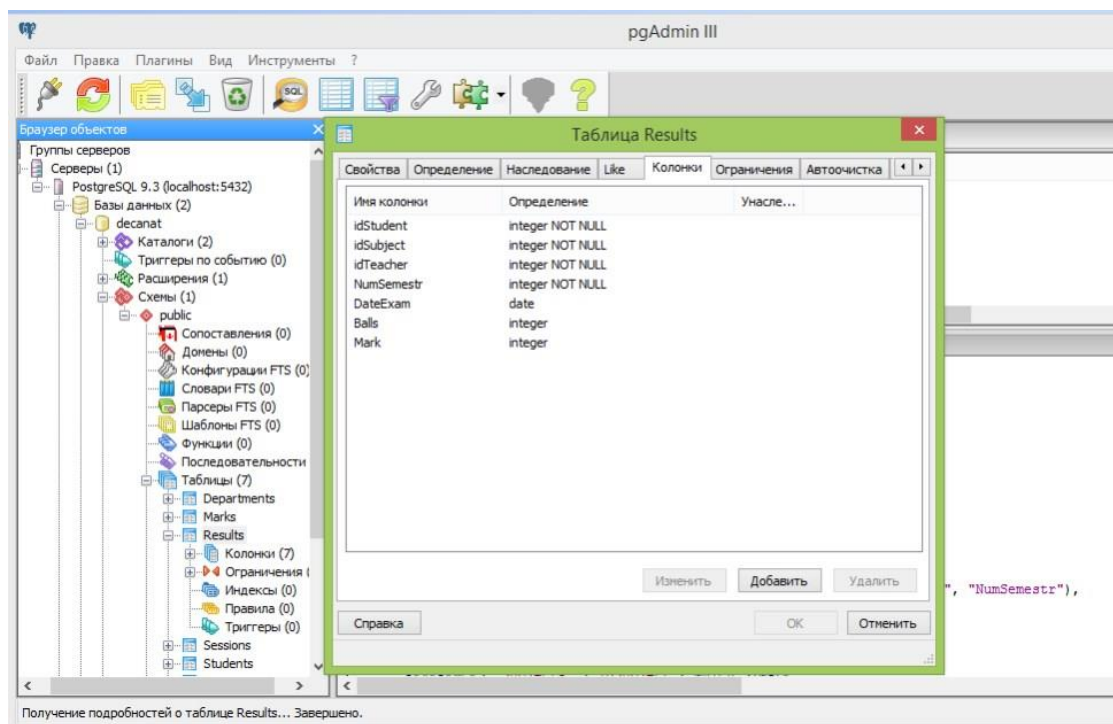 pgAdmin III
Файл Правка Плагины Вид Инструменты ?
SQL
Браузер объектов
Группы серверов
Серверы (1)
PostgreSQL 9.3 (localhost:5432)
Базы данных (2)
decanat
Каталоги (2)
Триггеры по событию (0)
Расширения (1)
Схемы (1)
public
Сопоставления (0)
Домены (0)
Конфигурации FTS (0)
Словари FTS (0)
Парсеры FTS (0)
Шаблоны FTS (0)
Функции (0)
Последовательности
Таблицы (7)
Departments
Marks
Results
Колонки (7)
Ограничения (
Индексы (0)
Правила (0)
Триггеры (0)
Sessions
Students
Таблица Results
Свойства Определение Наследование Like Колонки Ограничения Автоочистка
Имя колонки Определение Унасле...
idStudent integer NOT NULL
idSubject integer NOT NULL
idTeacher integer NOT NULL
NumSemestr integer NOT NULL
DateExam date
Balls integer
Mark integer
Изменить Добавить Удалить
Справка ОК Отменить
", "NumSemestr"),
Получение подробностей о таблице Results... Завершено.